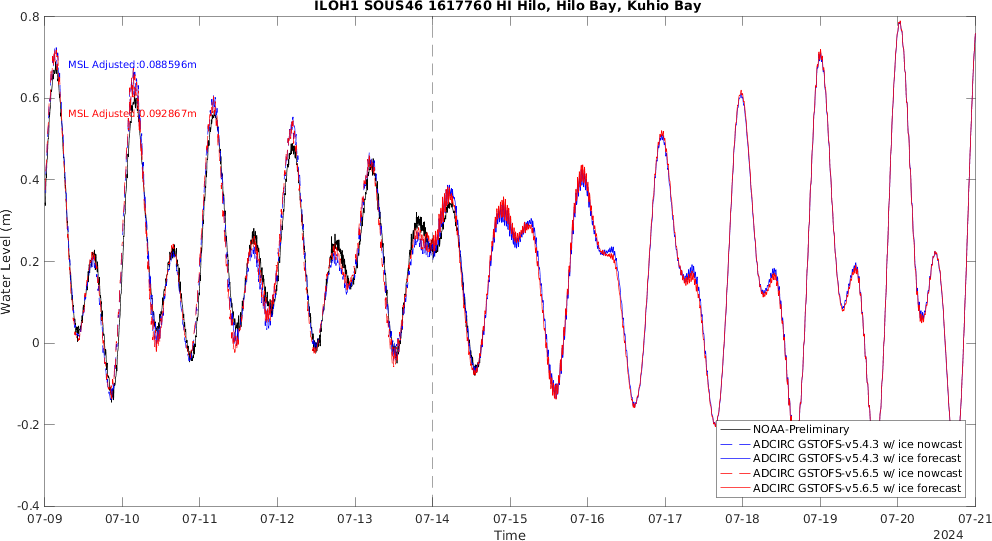 ILOH1 SOUS46 1617760 HI Hilo, Hilo Bay, Kuhio Bay
0.8
MSL Adjusted:0.088596m
0.6
MSL Adjusted:0.092867m
0.4
0.2
0
-0.2
-0.4
Water Level (m)
NOAA-Preliminary
ADCIRC GSTOFS-v5.4.3 w/ ice nowcast
ADCIRC GSTOFS-v5.4.3 w/ ice forecast
ADCIRC GSTOFS-v5.6.5 w/ ice nowcast
ADCIRC GSTOFS-v5.6.5 w/ ice forecast
07-09 07-10 07-11 07-12 07-13 07-14 07-15 07-16 07-17 07-18 07-19 07-20 07-21
Time
2024